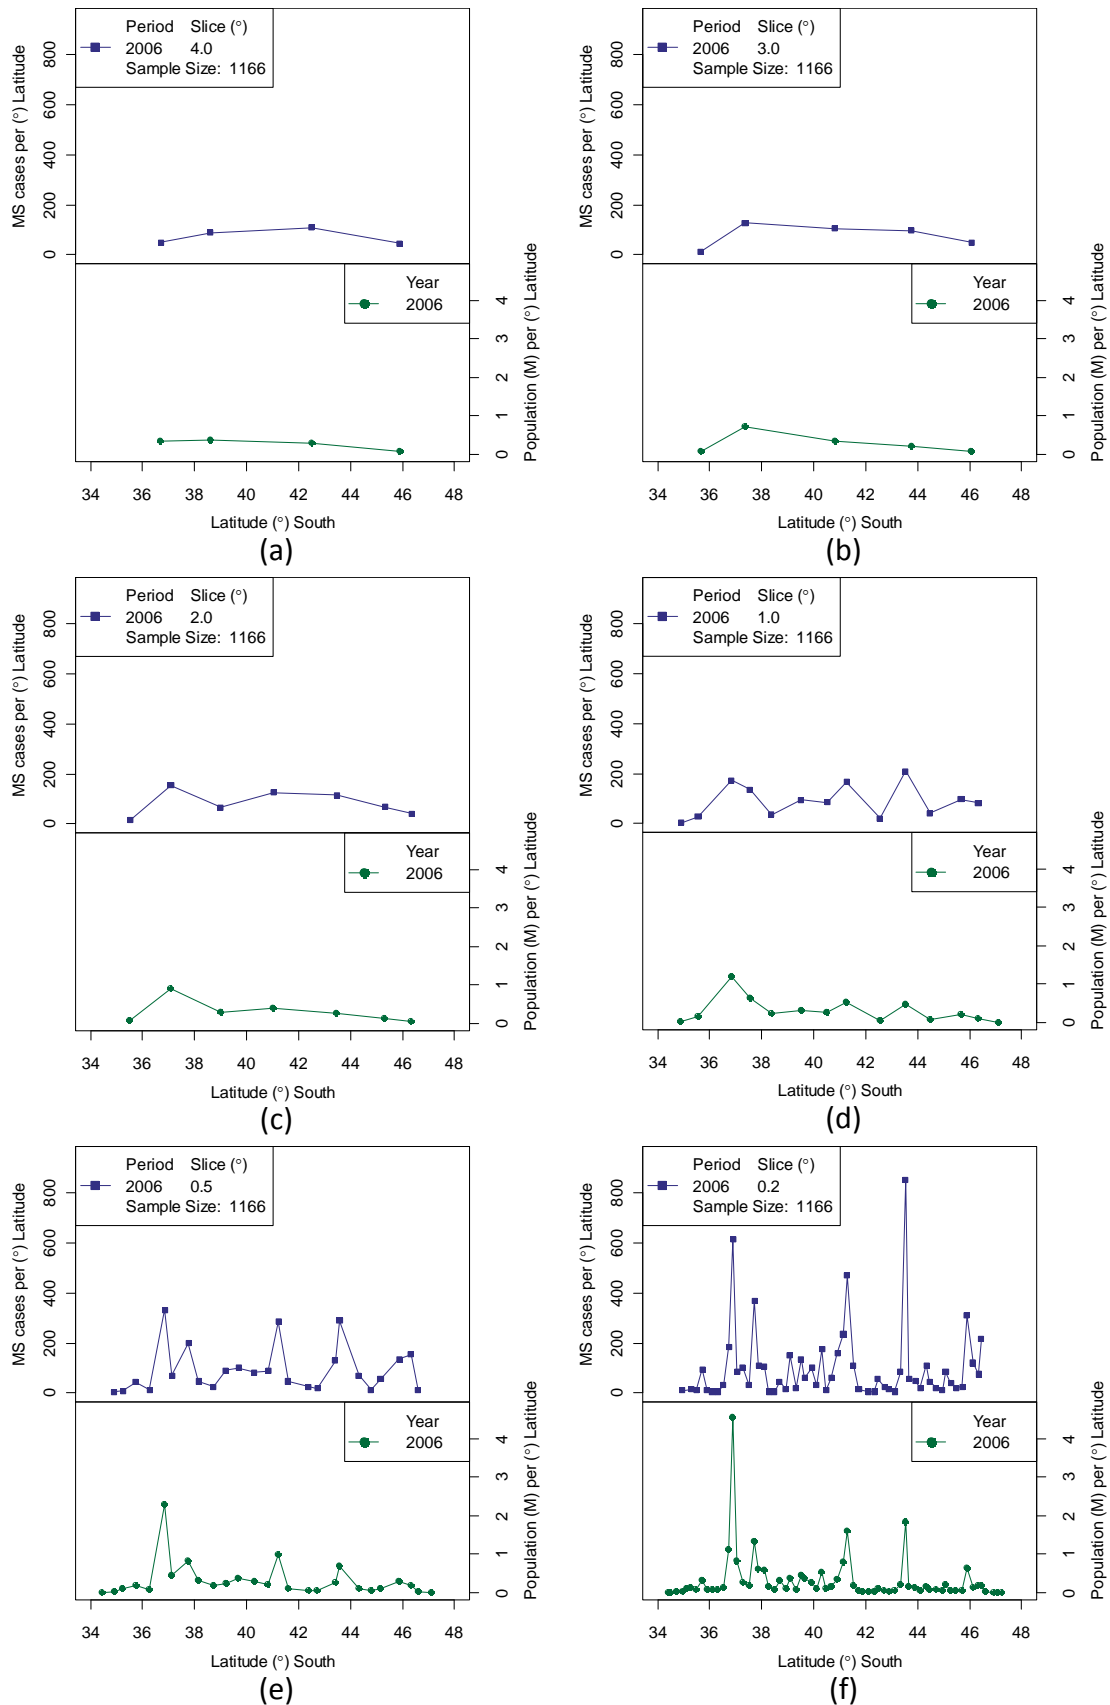 Period Slice (°)
2006 4.0
Sample Size: 1166
MS cases per (°) Latitude
0 200 400 600 800
Year
2006
Population (M) per (°) Latitude
0 1 2 3 4
34 36 38 40 42 44 46 48
Latitude (°) South
(a)
Period Slice (°)
2006 3.0
Sample Size: 1166
MS cases per (°) Latitude
0 200 400 600 800
Year
2006
Population (M) per (°) Latitude
0 1 2 3 4
34 36 38 40 42 44 46 48
Latitude (°) South
(b)
Period Slice (°)
2006 2.0
Sample Size: 1166
MS cases per (°) Latitude
0 200 400 600 800
Year
2006
Population (M) per (°) Latitude
0 1 2 3 4
34 36 38 40 42 44 46 48
Latitude (°) South
(c)
Period Slice (°)
2006 1.0
Sample Size: 1166
MS cases per (°) Latitude
0 200 400 600 800
Year
2006
Population (M) per (°) Latitude
0 1 2 3 4
34 36 38 40 42 44 46 48
Latitude (°) South
(d)
Period Slice (°)
2006 0.5
Sample Size: 1166
MS cases per (°) Latitude
0 200 400 600 800
Year
2006
Population (M) per (°) Latitude
0 1 2 3 4
34 36 38 40 42 44 46 48
Latitude (°) South
(e)
Period Slice (°)
2006 0.2
Sample Size: 1166
MS cases per (°) Latitude
0 200 400 600 800
Year
2006
Population (M) per (°) Latitude
0 1 2 3 4
34 36 38 40 42 44 46 48
Latitude (°) South
(f)